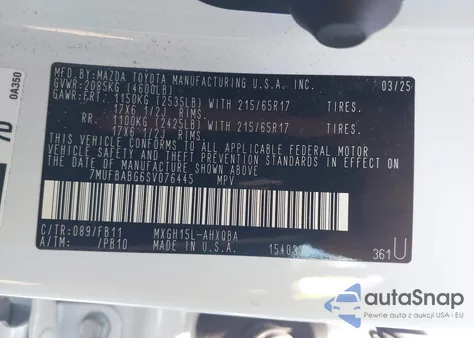 MFD.BY:MAZDA TOYOTA MANUFACTURING U.S.A., INC. 03/25
GVWR:2085KG (4600LB)
GAWR:FRT. 1150KG (2535LB) WITH 215/65R17 TIRES.
17X6 1/2J RIMS.
RR. 1100KG (2425LB) WITH 215/65R17 TIRES.
17X6 1/2J RIMS.
THIS VEHICLE CONFORMS TO ALL APPLICABLE FEDERAL MOTOR
VEHICLE SAFETY AND THEFT PREVENTION STANDARDS IN EFFECT
ON THE DATE OF MANUFACTURE SHOWN ABOVE.
7MUFBABG6SV076445 MPV
C/TR:089/FB11 MXGH15L-AHXQBA
A/TM: /PB10 MADE IN U.S.A. 361U
0A350
autoSnap
Pewne auta z aukcji USA i EU